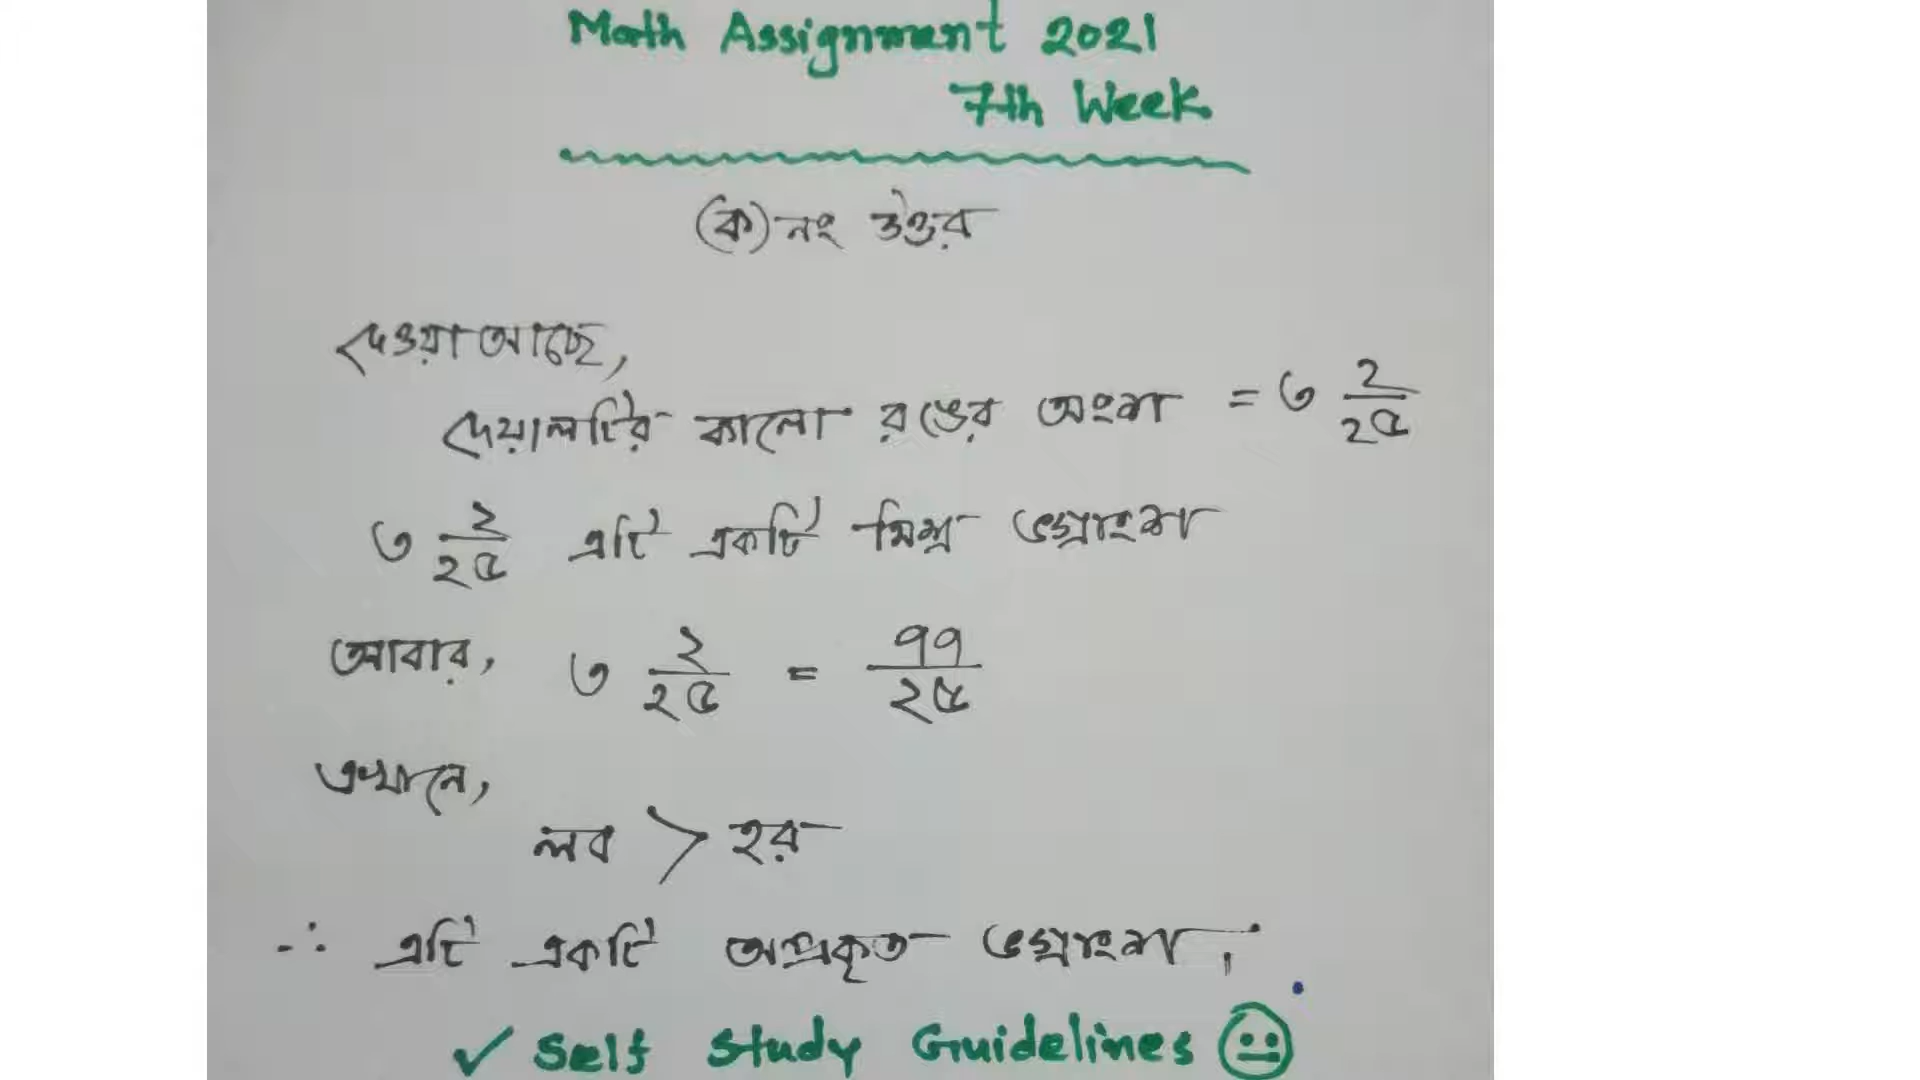 Math Assignment 2021
7th Week
(ক) নং উত্তর
দেওয়া আছে,
দেয়ালটির কালো রঙের অংশ = ৩ ২/২৫
৩ ২/২৫ এটি একটি মিশ্র ভগ্নাংশ
আবার, ৩ ২/২৫ = ৭৭/২৫
এখানে,
লব > হর
∴ এটি একটি অপ্রকৃত ভগ্নাংশ।
✓ Self Study Guidelines